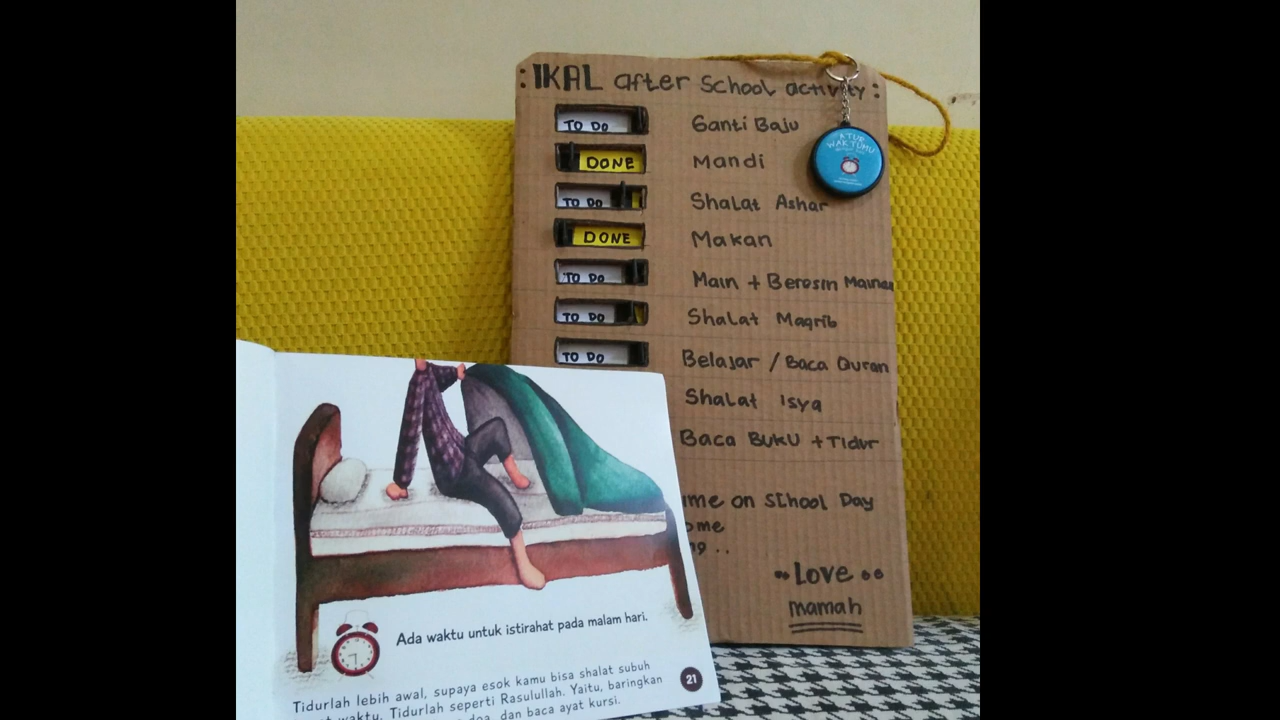 : IKAL after School activity :
TO DO Ganti Baju
DONE Mandi
TO DO Shalat Ashar
DONE Makan
TO DO Main + Beresin Mainan
TO DO Shalat Magrib
TO DO Belajar / Baca Quran
Shalat Isya
Baca Buku + Tidur
on School Day
Love
mamah
ATUR
WAKTUMU
Ada waktu untuk istirahat pada malam hari.
Tidurlah lebih awal, supaya esok kamu bisa shalat subuh
waktu. Tidurlah seperti Rasulullah. Yaitu, baringkan
doa, dan baca ayat kursi.
21